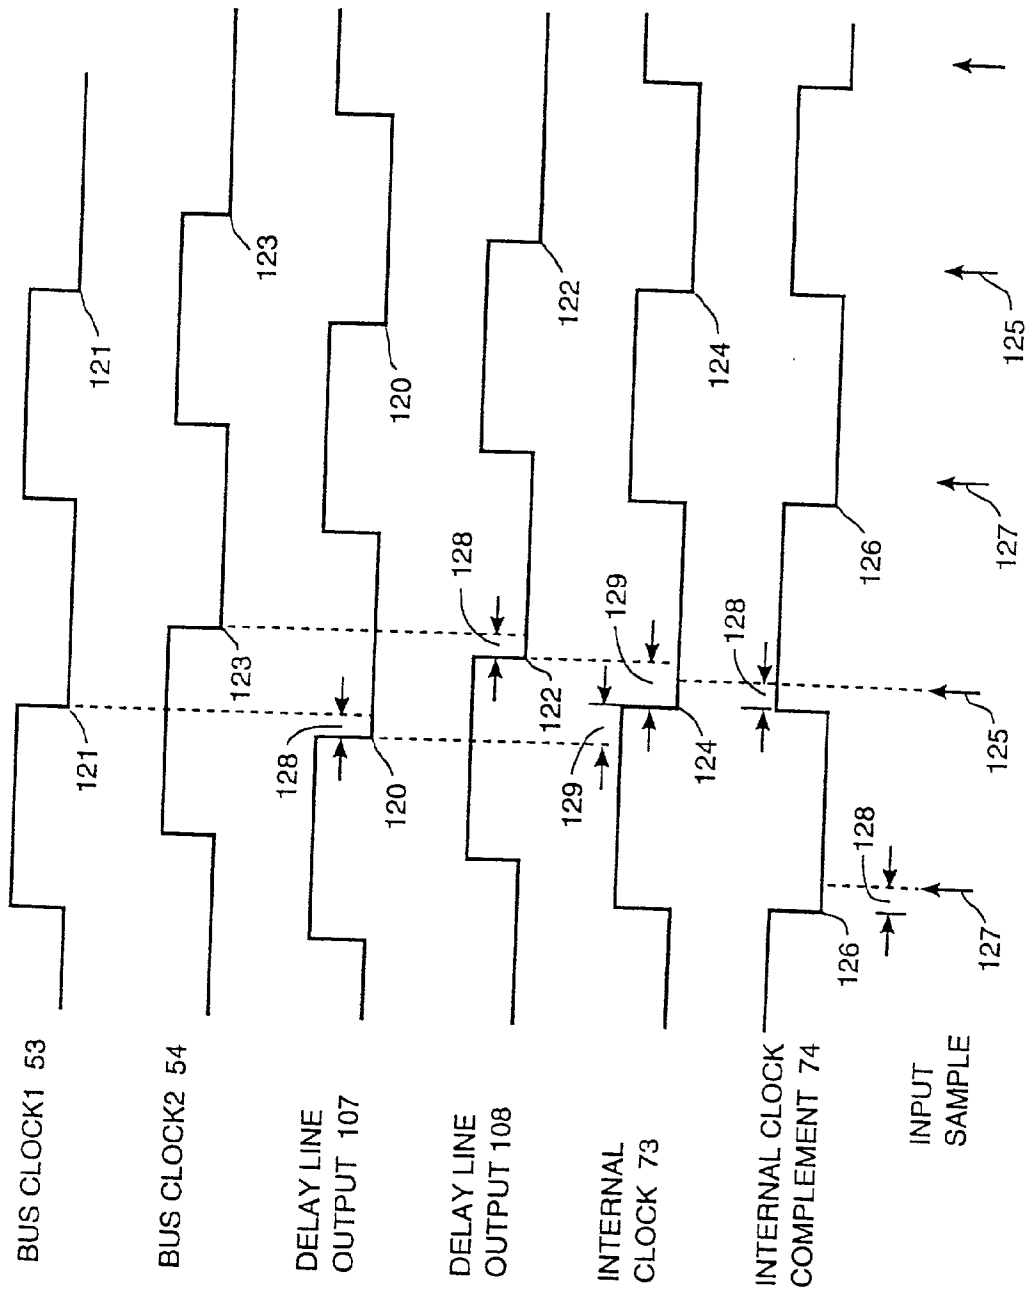 BUS CLOCK1 53
121
121
BUS CLOCK2 54
123
123
DELAY LINE
OUTPUT 107
128
120
120
DELAY LINE
OUTPUT 108
128
122
122
INTERNAL
CLOCK 73
129
129
124
124
INTERNAL CLOCK
COMPLEMENT 74
128
126
126
INPUT
SAMPLE
128
127
125
127
125